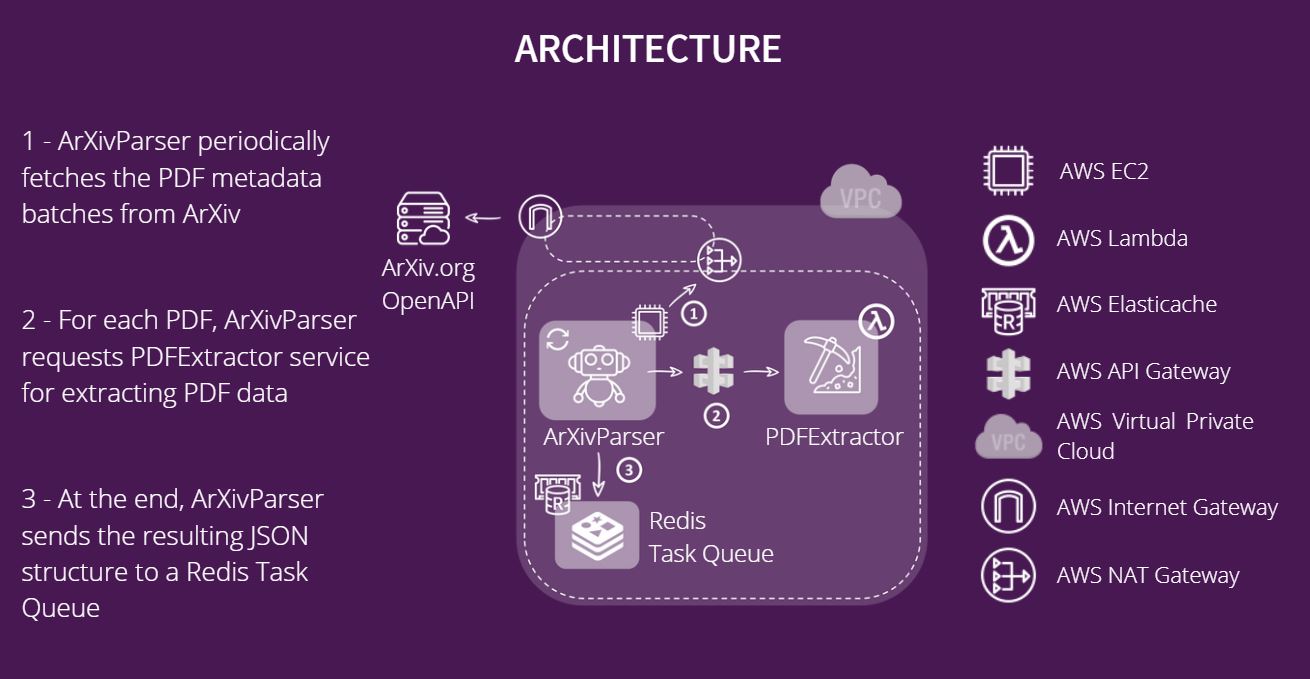 ARCHITECTURE
1 - ArXivParser periodically
fetches the PDF metadata
batches from ArXiv
2 - For each PDF, ArXivParser
requests PDFExtractor service
for extracting PDF data
3 - At the end, ArXivParser
sends the resulting JSON
structure to a Redis Task
Queue
ArXiv.org
OpenAPI
VPC
1
2
ArXivParser
PDFExtractor
3
R
Redis
Task Queue
AWS EC2
λ
AWS Lambda
R
AWS Elasticache
AWS API Gateway
VPC
AWS Virtual Private
Cloud
AWS Internet Gateway
AWS NAT Gateway